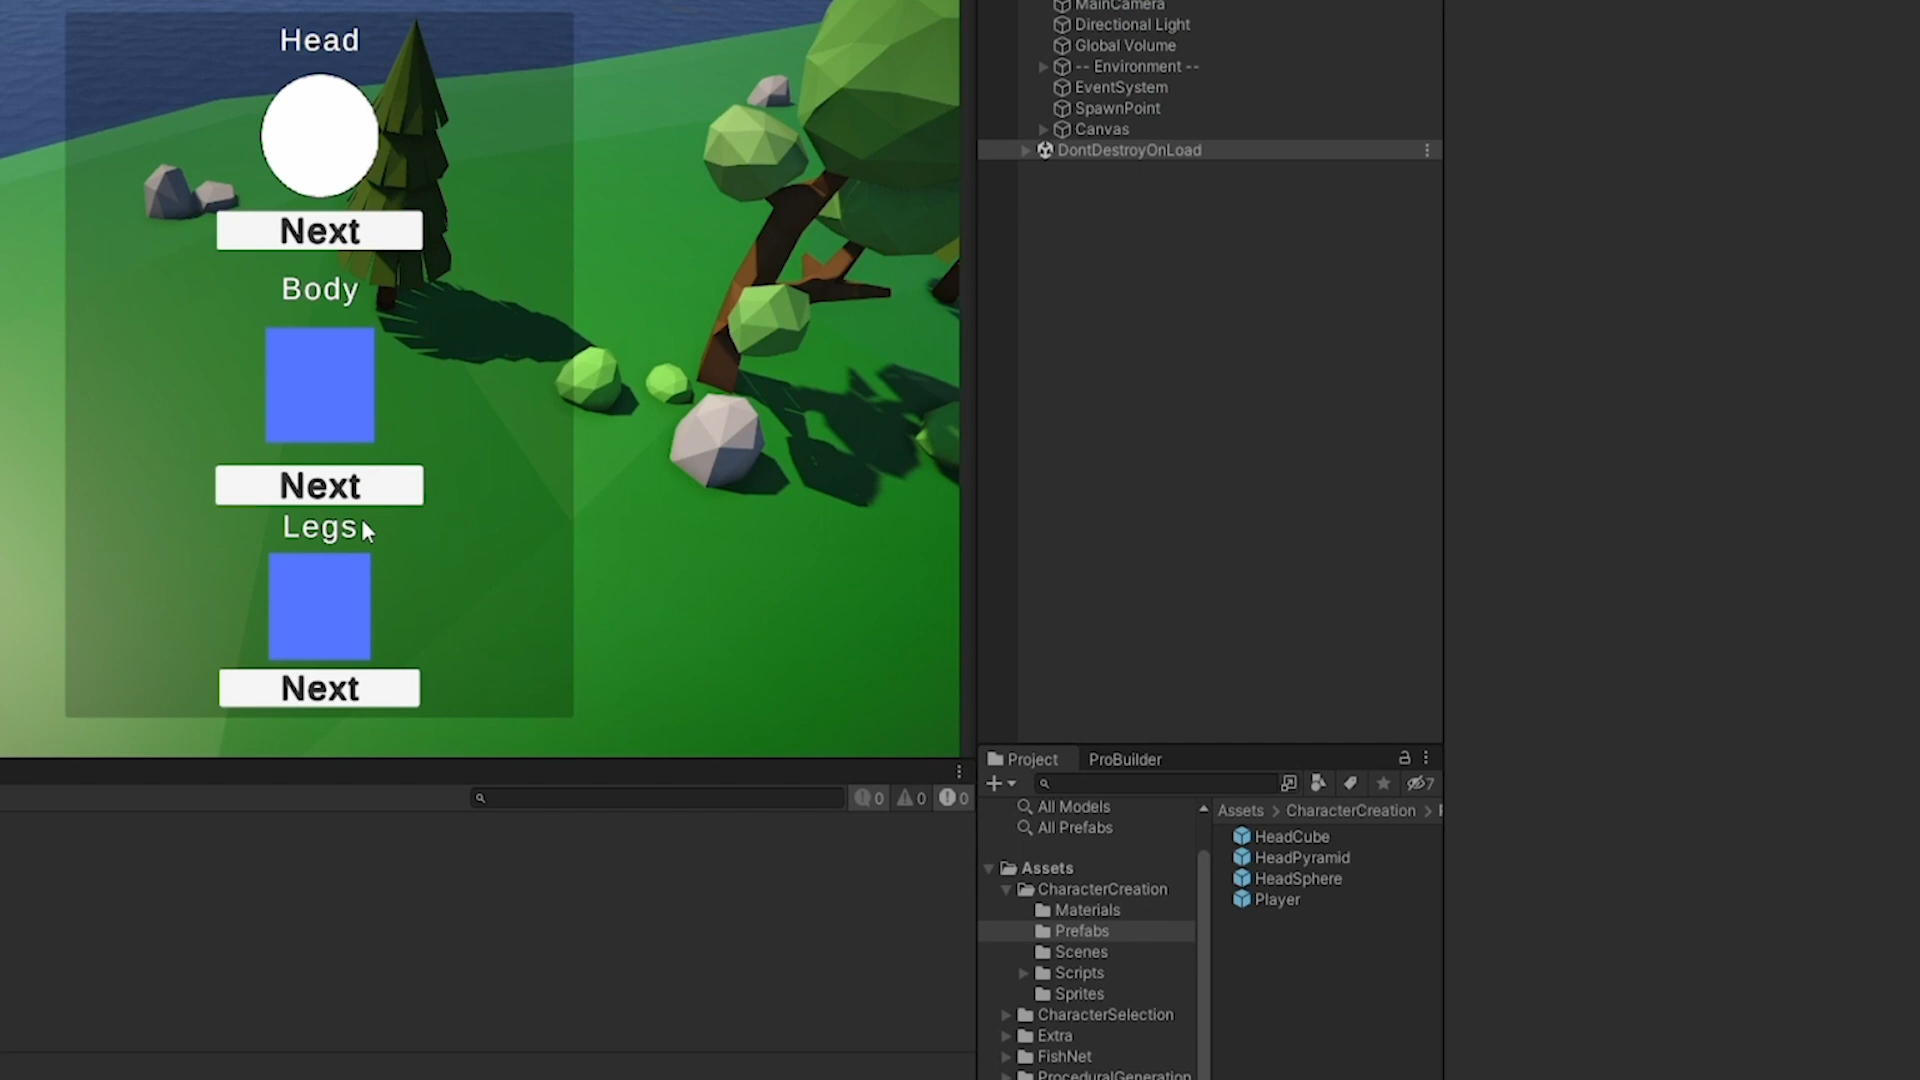 Head
Next
Body
Next
Legs
Next
MainCamera
Directional Light
Global Volume
-- Environment --
EventSystem
SpawnPoint
Canvas
DontDestroyOnLoad
0
0
0
Project
ProBuilder
7
All Models
All Prefabs
Assets
CharacterCreation
Materials
Prefabs
Scenes
Scripts
Sprites
CharacterSelection
Extra
FishNet
ProceduralGeneration
Assets > CharacterCreation >
HeadCube
HeadPyramid
HeadSphere
Player